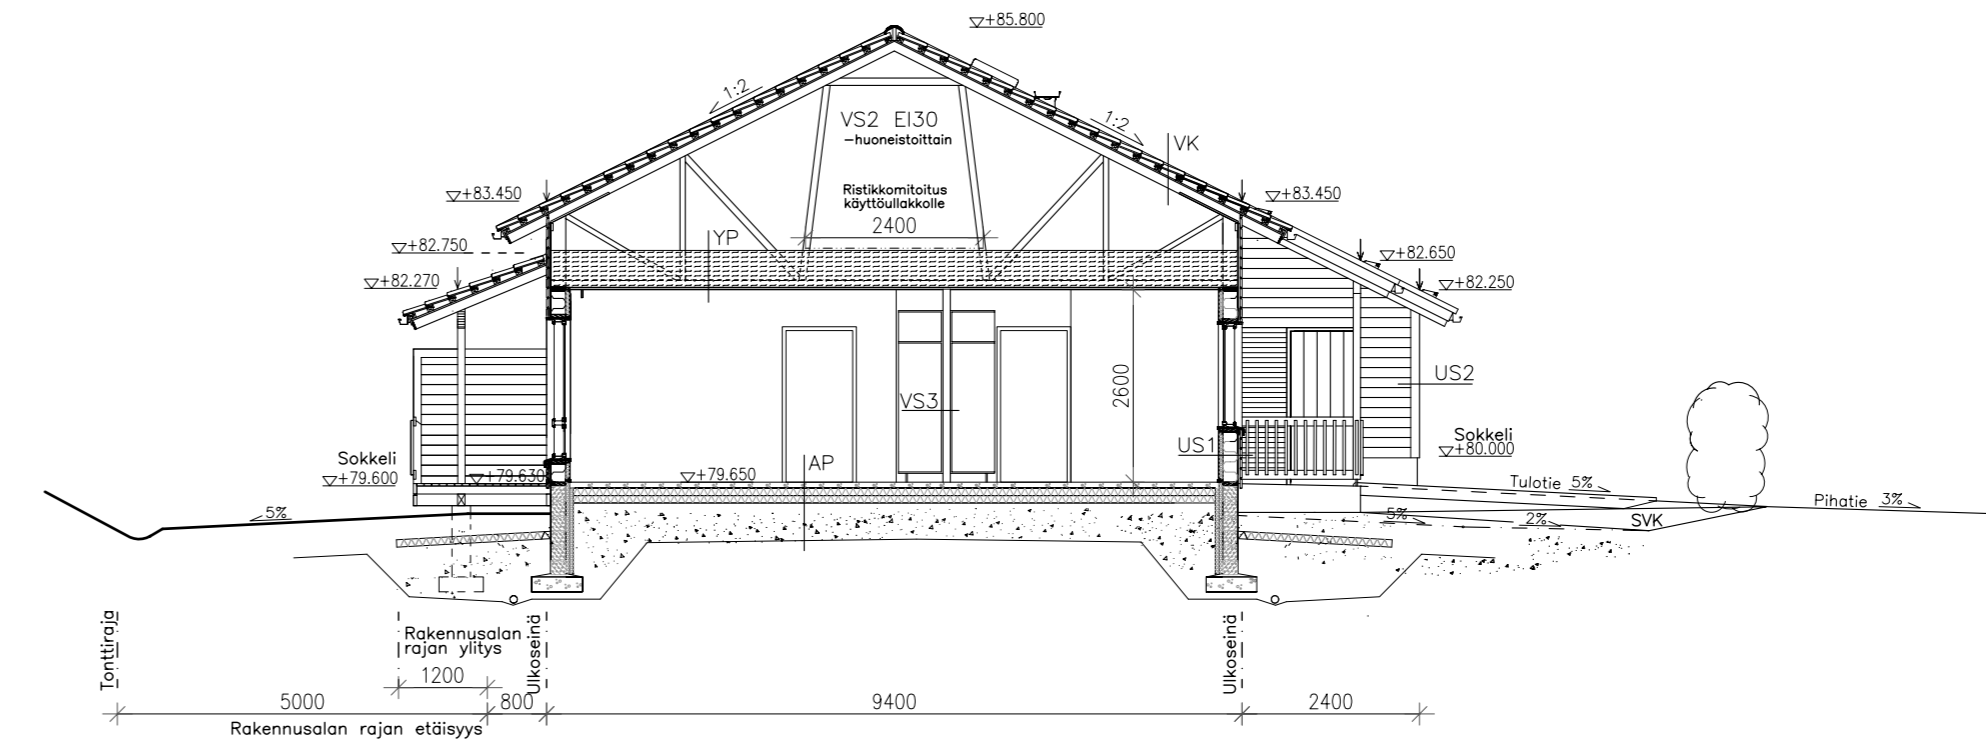 +85.800
1:2
VS2 EI30
-huoneistoittain
1:2
VK
+83.450
Ristikkomitoitus
käyttöullakkolle
+83.450
2400
YP
+82.750
+82.650
+82.270
+82.250
2600
US2
VS3
Sokkeli
+80.000
US1
Sokkeli
+79.600
+79.630
+79.650
AP
Tulotie 5%
Pihatie 3%
5%
5%
2%
SVK
Tonttiraja
Rakennusalan
rajan ylitys
Ulkoseinä
Ulkoseinä
1200
5000
800
9400
2400
Rakennusalan rajan etäisyys